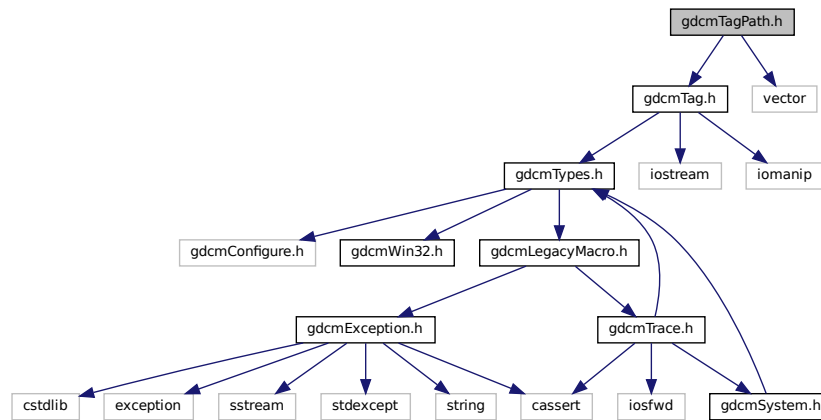 gdcmTagPath.h
gdcmTag.h
vector
gdcmTypes.h
iostream
iomanip
gdcmConfigure.h
gdcmWin32.h
gdcmLegacyMacro.h
gdcmException.h
gdcmTrace.h
cstdlib
exception
sstream
stdexcept
string
cassert
iosfwd
gdcmSystem.h